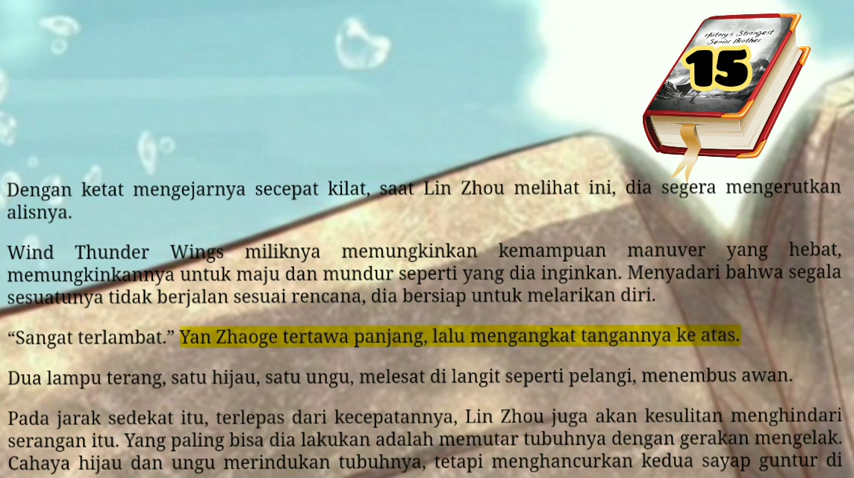 History's Strongest
Senior Brother
15
Dengan ketat mengejarnya secepat kilat, saat Lin Zhou melihat ini, dia segera mengerutkan
alisnya.
Wind Thunder Wings miliknya memungkinkan kemampuan manuver yang hebat,
memungkinkannya untuk maju dan mundur seperti yang dia inginkan. Menyadari bahwa segala
sesuatunya tidak berjalan sesuai rencana, dia bersiap untuk melarikan diri.
“Sangat terlambat.” Yan Zhaoge tertawa panjang, lalu mengangkat tangannya ke atas.
Dua lampu terang, satu hijau, satu ungu, melesat di langit seperti pelangi, menembus awan.
Pada jarak sedekat itu, terlepas dari kecepatannya, Lin Zhou juga akan kesulitan menghindari
serangan itu. Yang paling bisa dia lakukan adalah memutar tubuhnya dengan gerakan mengelak.
Cahaya hijau dan ungu merindukan tubuhnya, tetapi menghancurkan kedua sayap guntur di